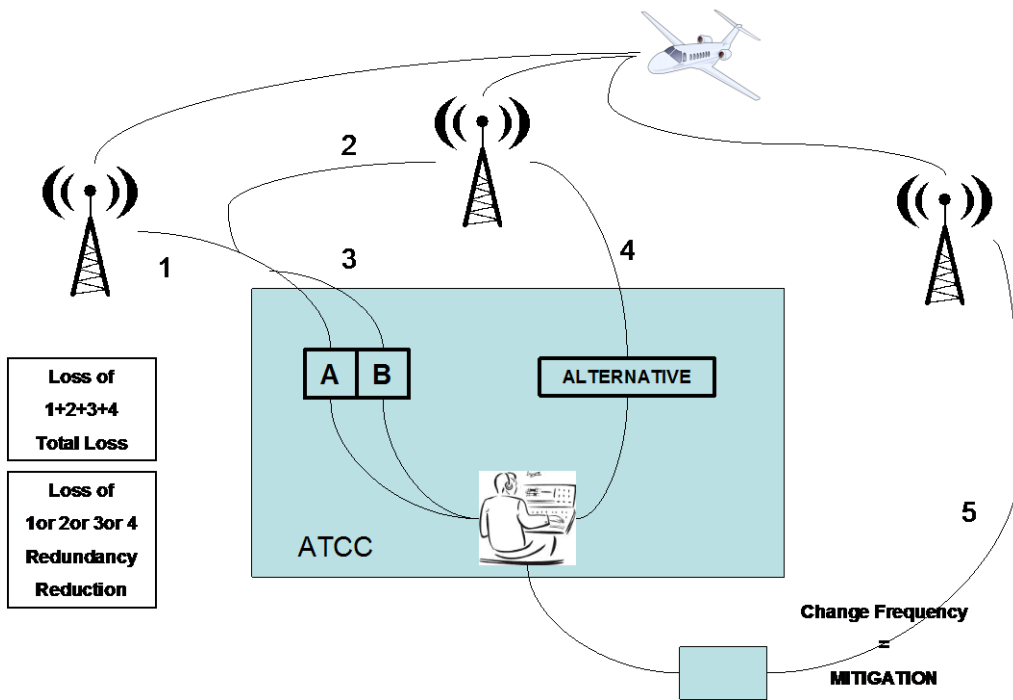 2
1
3
4
A
B
ALTERNATIVE
Loss of
1+2+3+4
Total Loss
Loss of
1or 2or 3or 4
Redundancy
Reduction
ATCC
5
Change Frequency
=
MITIGATION